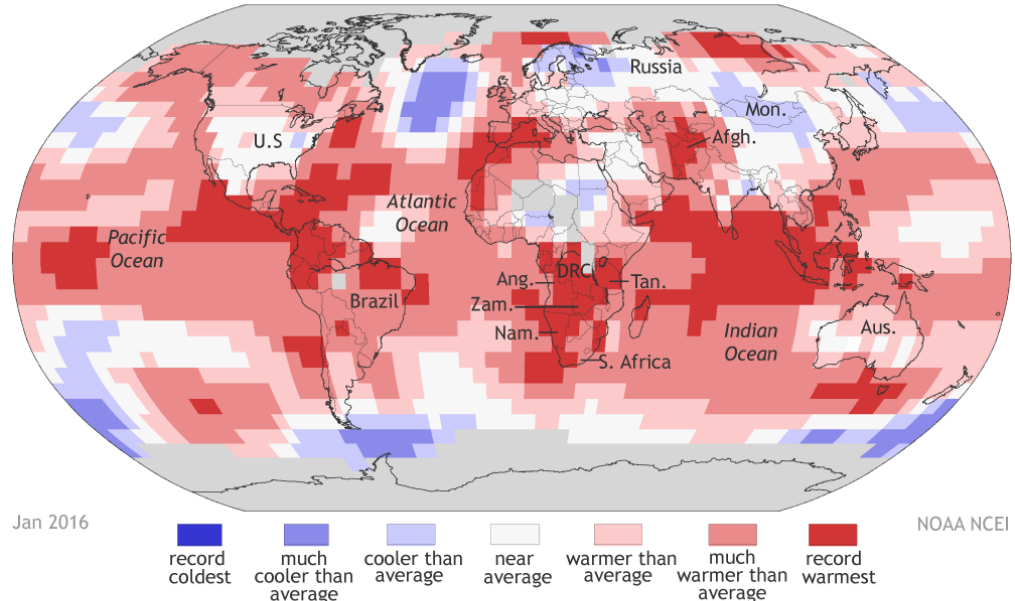 Russia
Mon.
U.S
Afgh.
Atlantic
Ocean
Pacific
Ocean
DRC
Ang.
Tan.
Brazil
Zam.
Nam.
Indian
Ocean
Aus.
S. Africa
Jan 2016
NOAA NCEI
record
coldest
much
cooler than
average
cooler than
average
near
average
warmer than
average
much
warmer than
average
record
warmest